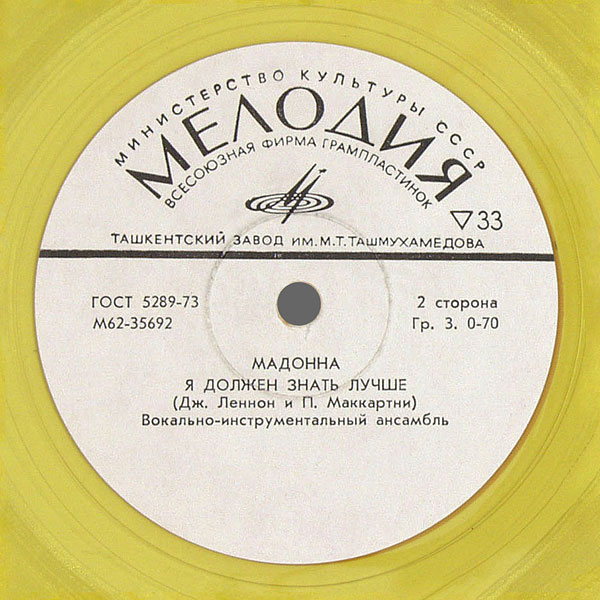 МИНИСТЕРСТВО КУЛЬТУРЫ СССР
МЕЛОДИЯ
ВСЕСОЮЗНАЯ ФИРМА ГРАМПЛАСТИНОК
▽33
ТАШКЕНТСКИЙ ЗАВОД ИМ. М.Т. ТАШМУХАМЕДОВА
ГОСТ 5289-73
М62-35692
2 сторона
Гр. 3. 0-70
МАДОННА
Я ДОЛЖЕН ЗНАТЬ ЛУЧШЕ
(Дж. Леннон и П. Маккартни)
Вокально-инструментальный ансамбль